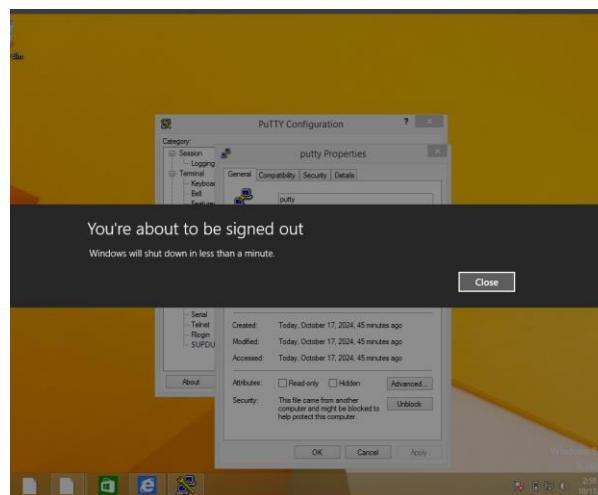 PuTTY Configuration
?
Category:
Session
Logging
Terminal
Keyboa
Bell
Features
putty Properties
General Compatibility Security Details
putty
You're about to be signed out
Windows will shut down in less than a minute.
Close
Serial
Telnet
Rlogin
SUPDU
About
Created: Today, October 17, 2024, 45 minutes ago
Modified: Today, October 17, 2024, 45 minutes ago
Accessed: Today, October 17, 2024, 45 minutes ago
Attributes: Read-only Hidden Advanced...
Security: This file came from another
computer and might be blocked to
help protect this computer.
Unblock
OK Cancel Apply
2:58